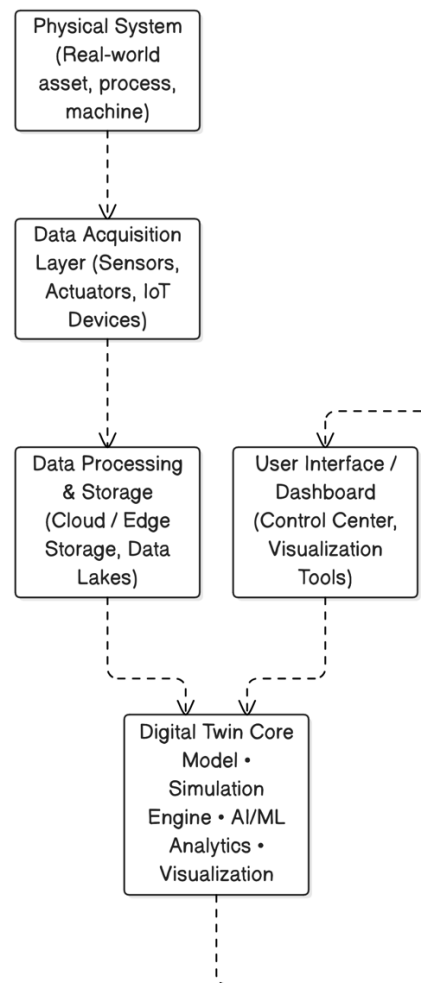 Physical System
(Real-world
asset, process,
machine)
Data Acquisition
Layer (Sensors,
Actuators, IoT
Devices)
Data Processing
& Storage
(Cloud / Edge
Storage, Data
Lakes)
User Interface /
Dashboard
(Control Center,
Visualization
Tools)
Digital Twin Core
Model •
Simulation
Engine • AI/ML
Analytics •
Visualization